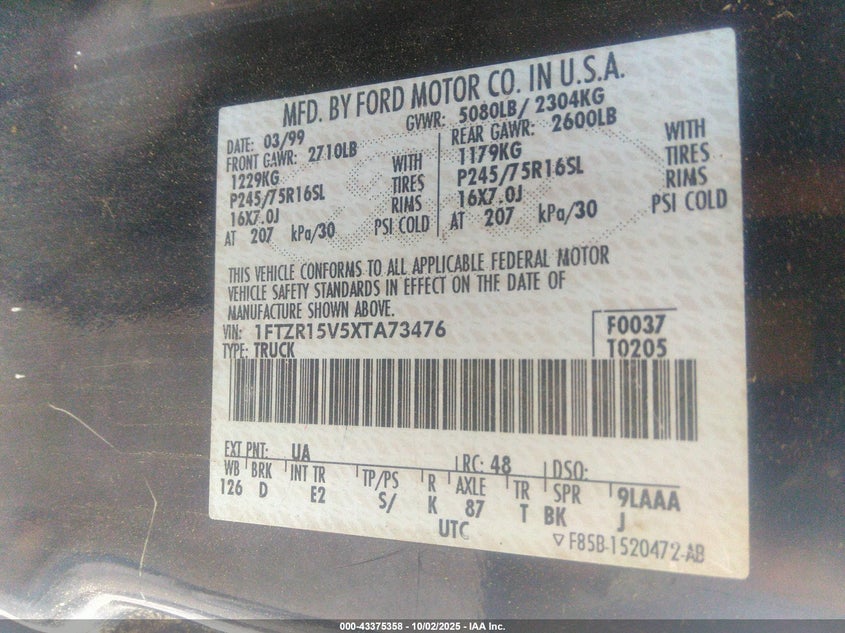 MFD. BY FORD MOTOR CO. IN U.S.A.
DATE: 03/99 GVWR: 5080LB/ 2304KG
FRONT GAWR: 2710LB REAR GAWR: 2600LB
1229KG WITH 1179KG WITH
P245/75R16SL TIRES P245/75R16SL TIRES
16X7.0J RIMS 16X7.0J RIMS
AT 207 kPa/30 PSI COLD AT 207 kPa/30 PSI COLD
THIS VEHICLE CONFORMS TO ALL APPLICABLE FEDERAL MOTOR
VEHICLE SAFETY STANDARDS IN EFFECT ON THE DATE OF
MANUFACTURE SHOWN ABOVE.
VIN: 1FTZR15V5XTA73476 F0037
TYPE: TRUCK T0205
EXT PNT: UA RC: 48 DSO:
WB BRK INT TR TP/PS R AXLE TR SPR 9LAAA
126 D E2 S/ K 87 T BK J
UTC ▽ F85B-1520472-AB
000-43375358 - 10/02/2025 - IAA Inc.